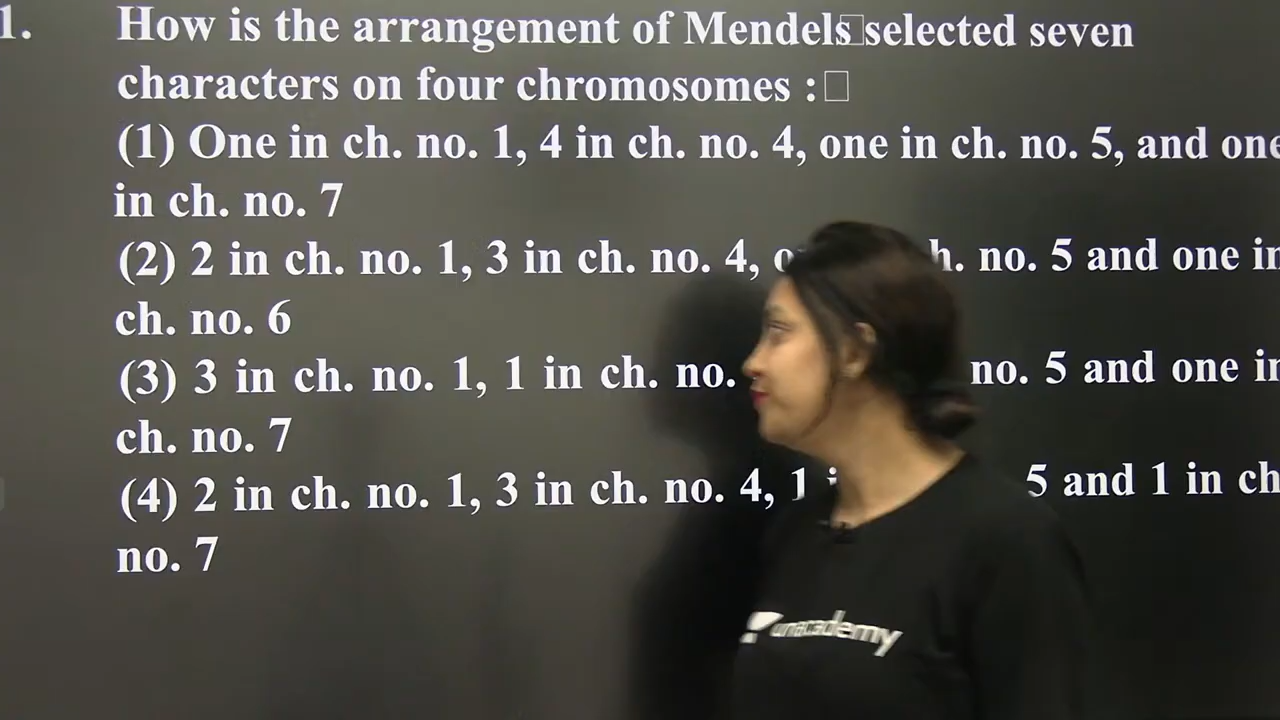 1. How is the arrangement of Mendels selected seven
characters on four chromosomes :
(1) One in ch. no. 1, 4 in ch. no. 4, one in ch. no. 5, and one
in ch. no. 7
(2) 2 in ch. no. 1, 3 in ch. no. 4, no. 5 and one in
ch. no. 6
(3) 3 in ch. no. 1, 1 in ch. no. no. 5 and one in
ch. no. 7
(4) 2 in ch. no. 1, 3 in ch. no. 4, 1 5 and 1 in ch
no. 7
unacademy